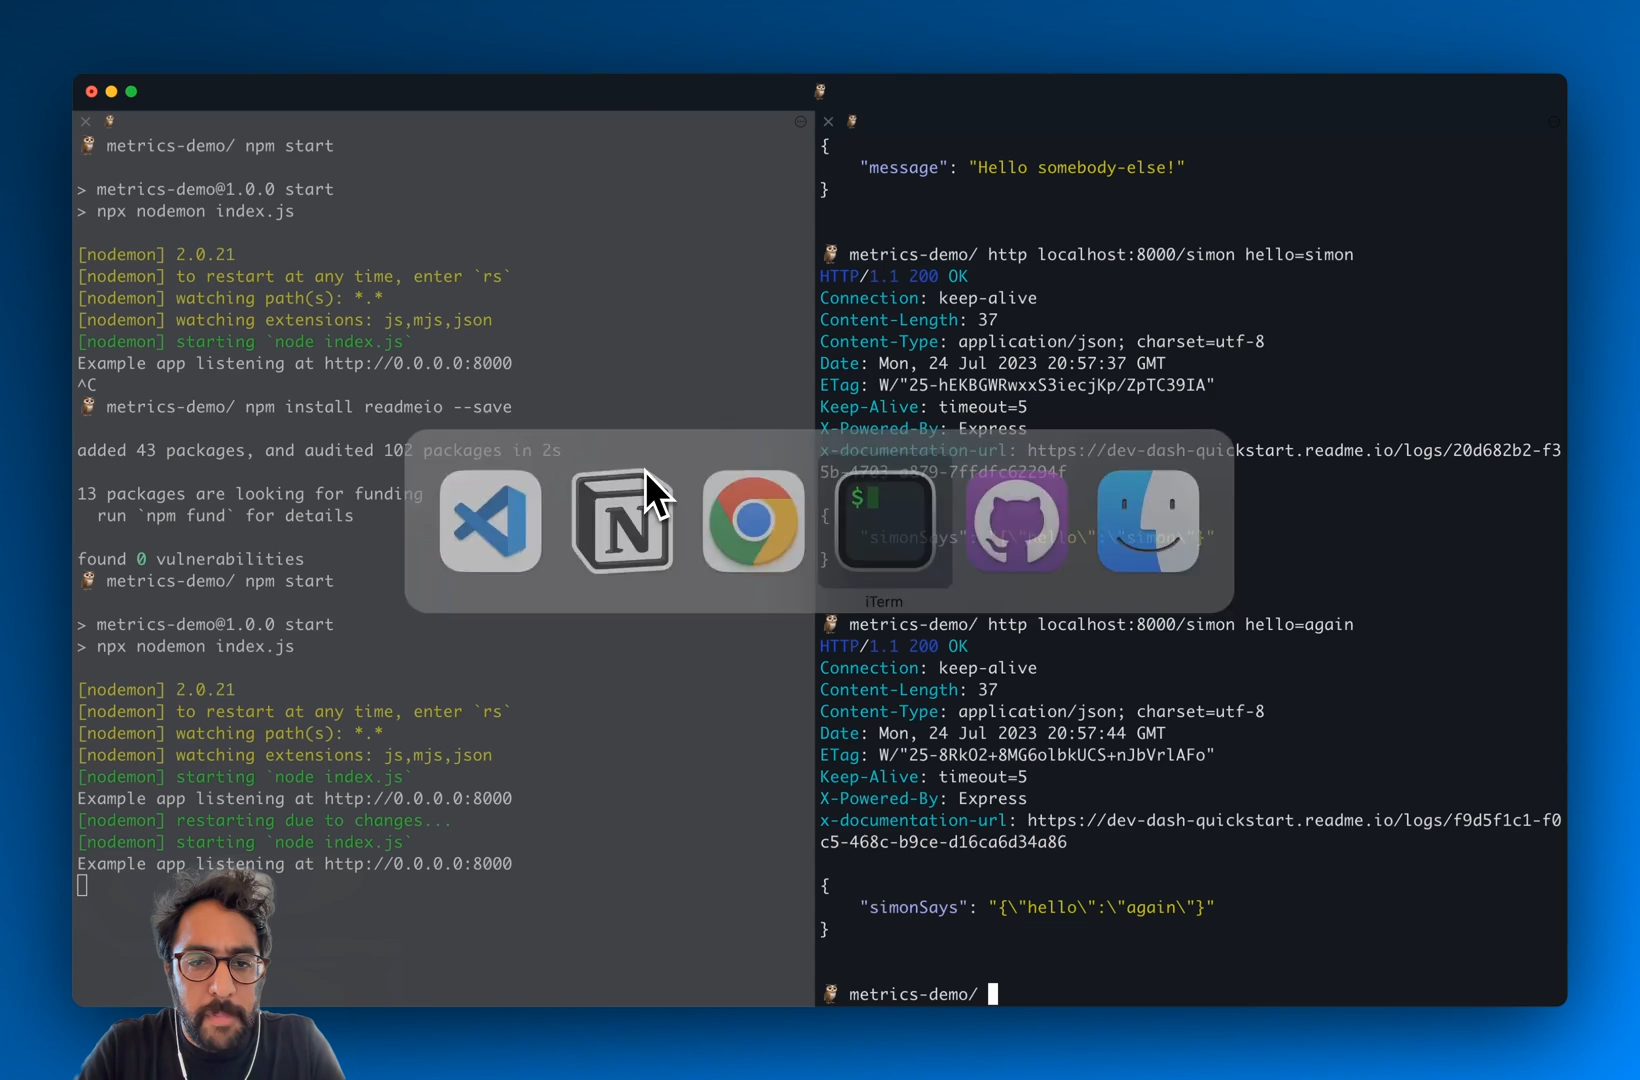 metrics-demo/ npm start
> metrics-demo@1.0.0 start
> npx nodemon index.js
[nodemon] 2.0.21
[nodemon] to restart at any time, enter `rs`
[nodemon] watching path(s): *.*
[nodemon] watching extensions: js,mjs,json
[nodemon] starting `node index.js`
Example app listening at http://0.0.0.0:8000
^C
metrics-demo/ npm install readmeio --save
added 43 packages, and audited 102 packages in 2s
13 packages are looking for funding
run `npm fund` for details
found 0 vulnerabilities
metrics-demo/ npm start
> metrics-demo@1.0.0 start
> npx nodemon index.js
[nodemon] 2.0.21
[nodemon] to restart at any time, enter `rs`
[nodemon] watching path(s): *.*
[nodemon] watching extensions: js,mjs,json
[nodemon] starting `node index.js`
Example app listening at http://0.0.0.0:8000
[nodemon] restarting due to changes...
[nodemon] starting `node index.js`
Example app listening at http://0.0.0.0:8000
{
"message": "Hello somebody-else!"
}
metrics-demo/ http localhost:8000/simon hello=simon
HTTP/1.1 200 OK
Connection: keep-alive
Content-Length: 37
Content-Type: application/json; charset=utf-8
Date: Mon, 24 Jul 2023 20:57:37 GMT
ETag: W/"25-hEKBGWRwxxS3iecjKp/ZpTC39IA"
Keep-Alive: timeout=5
X-Powered-By: Express
x-documentation-url: https://dev-dash-quickstart.readme.io/logs/20d682b2-f3
5b-4703-a879-7ffdfc62294f
{
"simonSays": "{\"hello\":\"simon\"}"
}
$
N
iTerm
metrics-demo/ http localhost:8000/simon hello=again
HTTP/1.1 200 OK
Connection: keep-alive
Content-Length: 37
Content-Type: application/json; charset=utf-8
Date: Mon, 24 Jul 2023 20:57:44 GMT
ETag: W/"25-8RkO2+8MG6olbkUCS+nJbVrlAFo"
Keep-Alive: timeout=5
X-Powered-By: Express
x-documentation-url: https://dev-dash-quickstart.readme.io/logs/f9d5f1c1-f0
c5-468c-b9ce-d16ca6d34a86
{
"simonSays": "{\"hello\":\"again\"}"
}
metrics-demo/